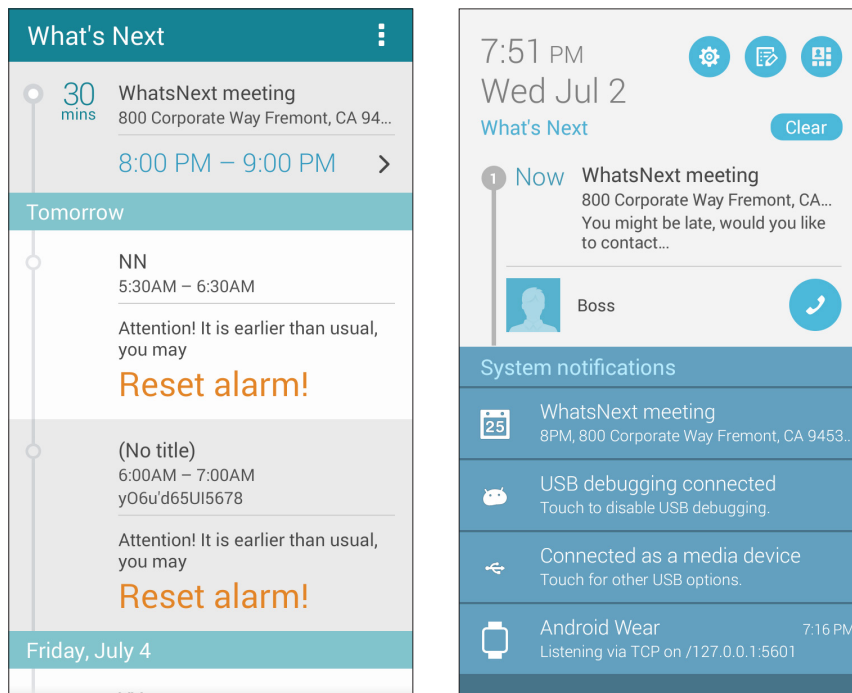 What's Next
30
mins
WhatsNext meeting
800 Corporate Way Fremont, CA 94...
8:00 PM – 9:00 PM
Tomorrow
NN
5:30AM – 6:30AM
Attention! It is earlier than usual,
you may
Reset alarm!
(No title)
6:00AM – 7:00AM
yO6u'd65UI5678
Attention! It is earlier than usual,
you may
Reset alarm!
Friday, July 4
7:51 PM
Wed Jul 2
What's Next
Clear
1
Now
WhatsNext meeting
800 Corporate Way Fremont, CA...
You might be late, would you like
to contact...
Boss
System notifications
25
WhatsNext meeting
8PM, 800 Corporate Way Fremont, CA 9453..
USB debugging connected
Touch to disable USB debugging.
Connected as a media device
Touch for other USB options.
Android Wear
7:16 PM
Listening via TCP on /127.0.0.1:5601